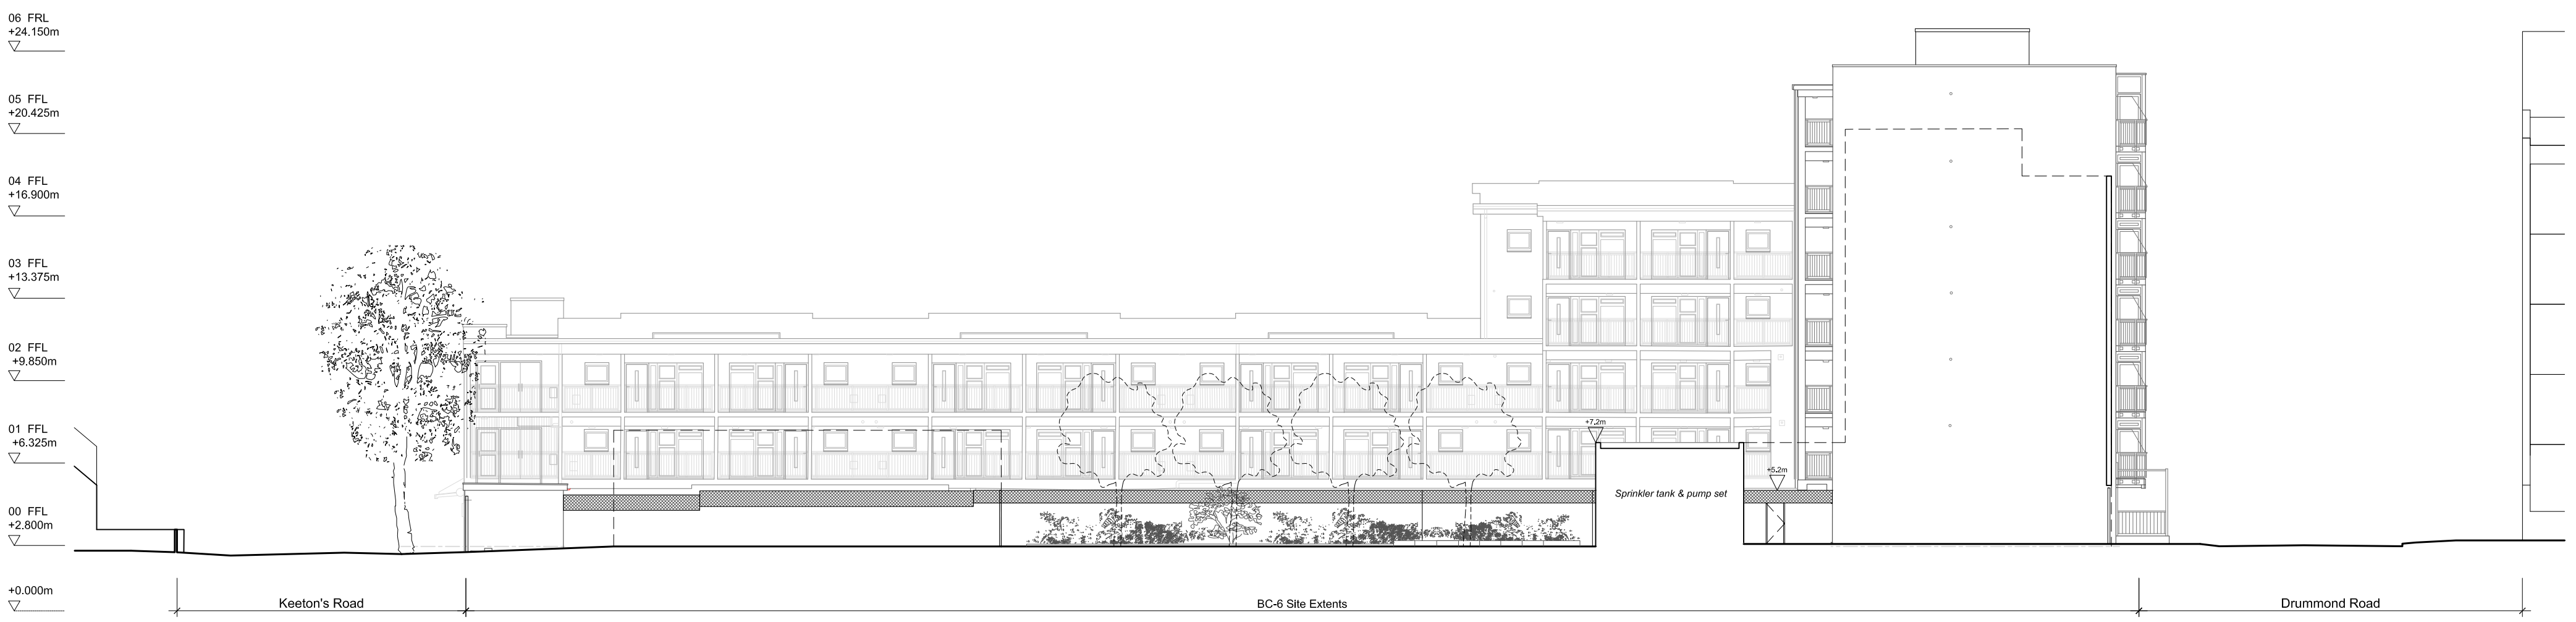 06 FRL
+24.150m
05 FFL
+20.425m
04 FFL
+16.900m
03 FFL
+13.375m
02 FFL
+9.850m
01 FFL
+6.325m
+7.2m
+5.2m
Sprinkler tank & pump set
00 FFL
+2.800m
+0.000m
Keeton's Road
BC-6 Site Extents
Drummond Road